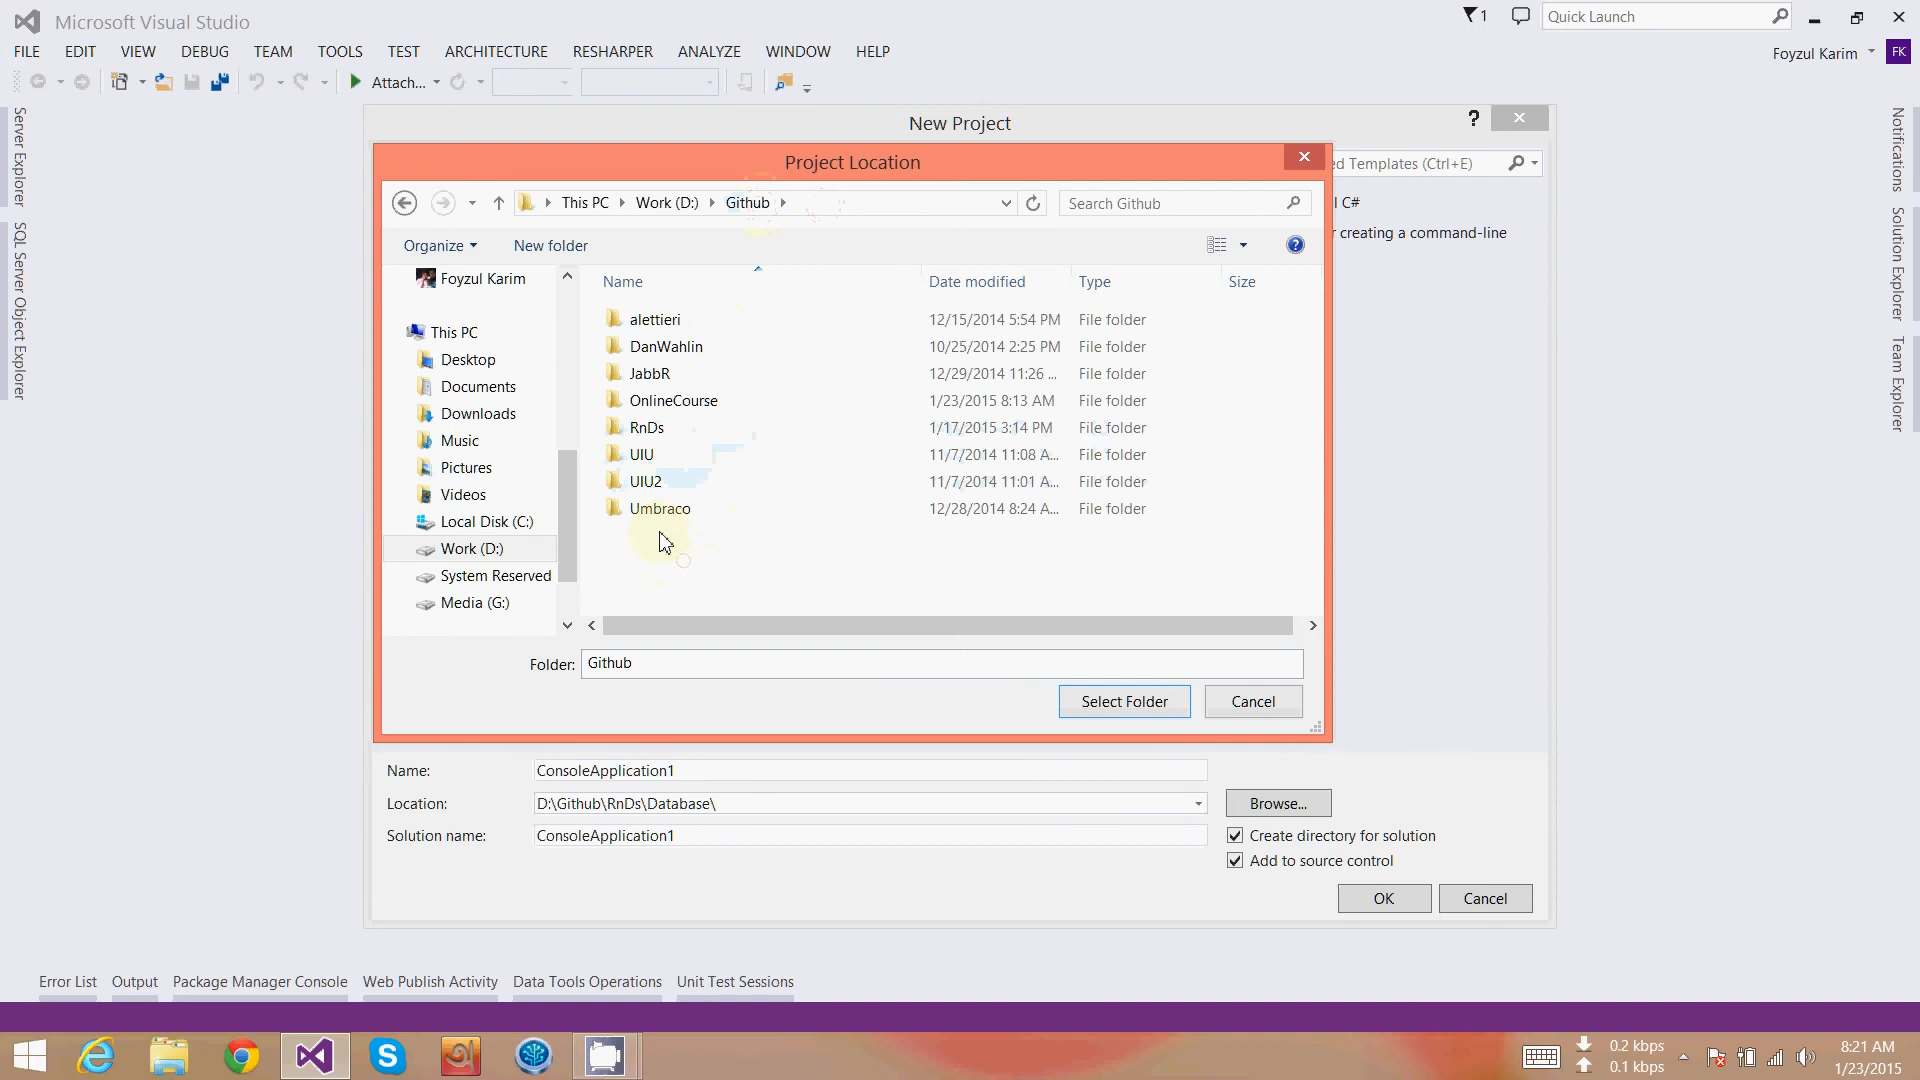 Microsoft Visual Studio
1
Quick Launch
FILE EDIT VIEW DEBUG TEAM TOOLS TEST ARCHITECTURE RESHARPER ANALYZE WINDOW HELP
Foyzul Karim FK
Attach...
Server Explorer
SQL Server Object Explorer
Notifications
Solution Explorer
Team Explorer
New Project
?
Project Location
ed Templates (Ctrl+E)
This PC Work (D:) Github
Search Github
l C#
r creating a command-line
Organize New folder
?
Name Date modified Type Size
Foyzul Karim
This PC
Desktop
Documents
Downloads
Music
Pictures
Videos
Local Disk (C:)
Work (D:)
System Reserved
Media (G:)
alettieri 12/15/2014 5:54 PM File folder
DanWahlin 10/25/2014 2:25 PM File folder
JabbR 12/29/2014 11:26 ... File folder
OnlineCourse 1/23/2015 8:13 AM File folder
RnDs 1/17/2015 3:14 PM File folder
UIU 11/7/2014 11:08 A... File folder
UIU2 11/7/2014 11:01 A... File folder
Umbraco 12/28/2014 8:24 A... File folder
Folder: Github
Select Folder Cancel
Name: ConsoleApplication1
Location: D:\Github\RnDs\Database\ Browse...
Solution name: ConsoleApplication1
Create directory for solution
Add to source control
OK Cancel
Error List Output Package Manager Console Web Publish Activity Data Tools Operations Unit Test Sessions
0.2 kbps
0.1 kbps
8:21 AM
1/23/2015